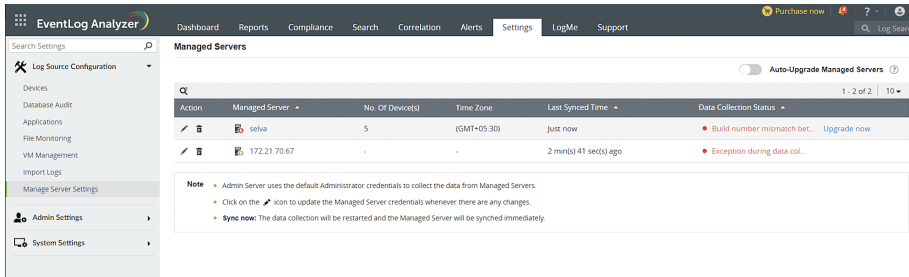 EventLog Analyzer
Purchase now
?
Dashboard Reports Compliance Search Correlation Alerts Settings LogMe Support
Log Sear
Search Settings
Managed Servers
Log Source Configuration
Auto-Upgrade Managed Servers ?
Devices
1 - 2 of 2 10
Database Audit
Action Managed Server No. Of Device(s) Time Zone Last Synced Time Data Collection Status
Applications
File Monitoring
selva 5 (GMT+05:30) Just now Build number mismatch bet... Upgrade now
VM Management
172.21.70.67 - - 2 min(s) 41 sec(s) ago Exception during data col...
Import Logs
Manage Server Settings
Note • Admin Server uses the default Administrator credentials to collect the data from Managed Servers.
• Click on the icon to update the Managed Server credentials whenever there are any changes.
• Sync now: The data collection will be restarted and the Managed Server will be synched immediately.
Admin Settings
System Settings